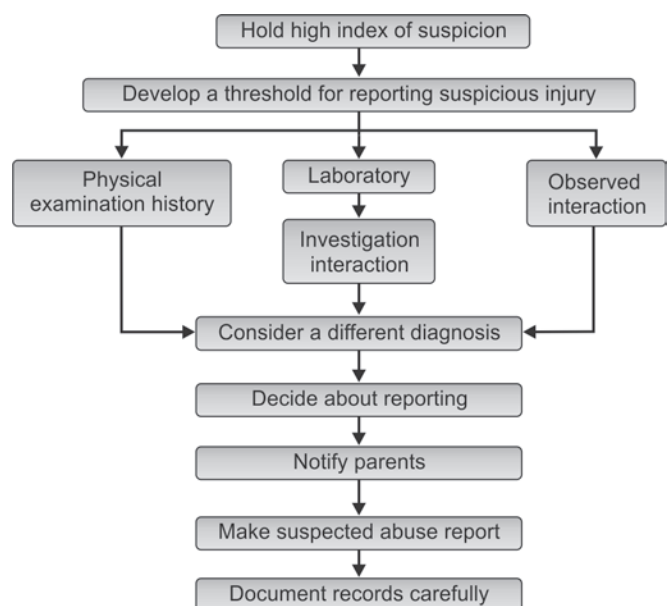 Hold high index of suspicion
Develop a threshold for reporting suspicious injury
Physical
examination history
Laboratory
Observed
interaction
Investigation
interaction
Consider a different diagnosis
Decide about reporting
Notify parents
Make suspected abuse report
Document records carefully